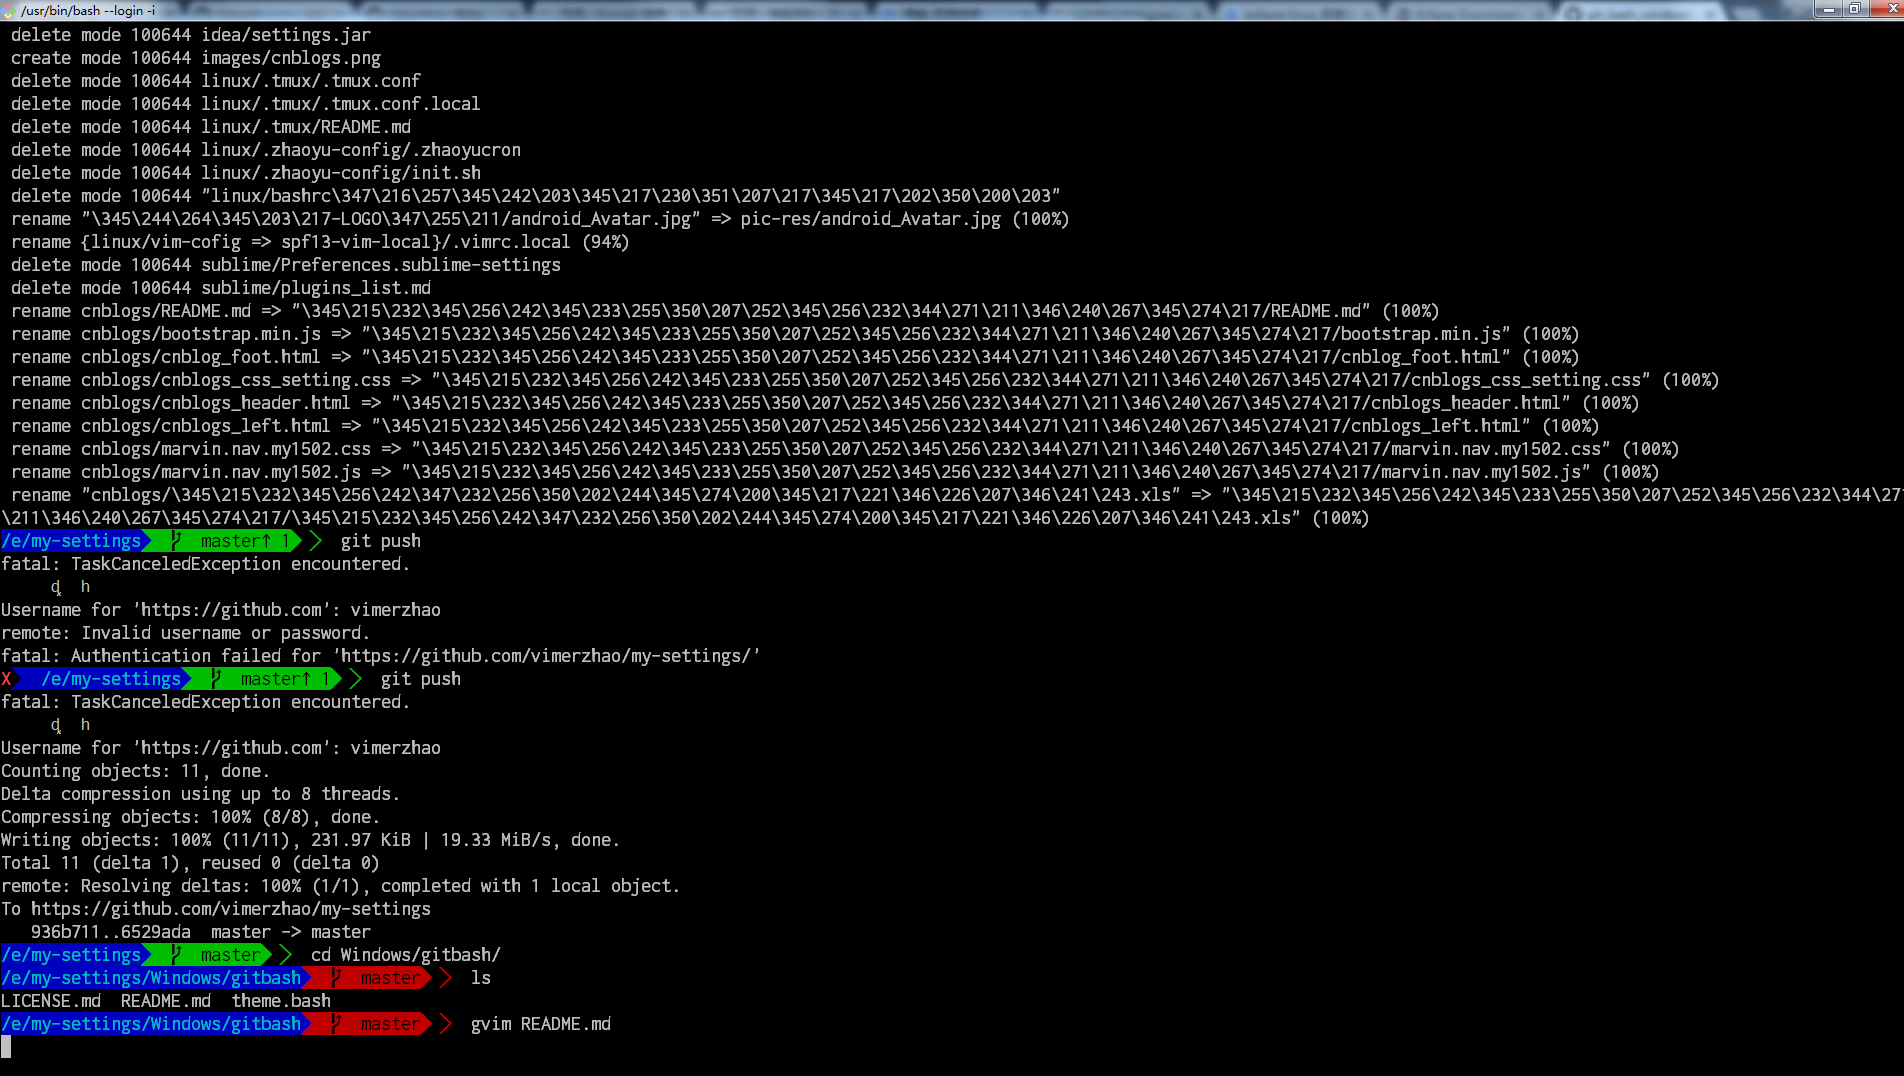 /usr/bin/bash --login -i
delete mode 100644 idea/settings.jar
create mode 100644 images/cnblogs.png
delete mode 100644 linux/.tmux/.tmux.conf
delete mode 100644 linux/.tmux/.tmux.conf.local
delete mode 100644 linux/.tmux/README.md
delete mode 100644 linux/.zhaoyu-config/.zhaoyucron
delete mode 100644 linux/.zhaoyu-config/init.sh
delete mode 100644 "linux/bashrc\347\216\257\345\242\203\345\217\230\351\207\217\345\217\202\350\200\203"
rename "\345\244\264\345\203\217-LOGO\347\255\211/android_Avatar.jpg" => pic-res/android_Avatar.jpg (100%)
rename {linux/vim-cofig => spf13-vim-local}/.vimrc.local (94%)
delete mode 100644 sublime/Preferences.sublime-settings
delete mode 100644 sublime/plugins_list.md
rename cnblogs/README.md => "\345\215\232\345\256\242\345\233\255\350\207\252\345\256\232\344\271\211\346\240\267\345\274\217/README.md" (100%)
rename cnblogs/bootstrap.min.js => "\345\215\232\345\256\242\345\233\255\350\207\252\345\256\232\344\271\211\346\240\267\345\274\217/bootstrap.min.js" (100%)
rename cnblogs/cnblog_foot.html => "\345\215\232\345\256\242\345\233\255\350\207\252\345\256\232\344\271\211\346\240\267\345\274\217/cnblog_foot.html" (100%)
rename cnblogs/cnblogs_css_setting.css => "\345\215\232\345\256\242\345\233\255\350\207\252\345\256\232\344\271\211\346\240\267\345\274\217/cnblogs_css_setting.css" (100%)
rename cnblogs/cnblogs_header.html => "\345\215\232\345\256\242\345\233\255\350\207\252\345\256\232\344\271\211\346\240\267\345\274\217/cnblogs_header.html" (100%)
rename cnblogs/cnblogs_left.html => "\345\215\232\345\256\242\345\233\255\350\207\252\345\256\232\344\271\211\346\240\267\345\274\217/cnblogs_left.html" (100%)
rename cnblogs/marvin.nav.my1502.css => "\345\215\232\345\256\242\345\233\255\350\207\252\345\256\232\344\271\211\346\240\267\345\274\217/marvin.nav.my1502.css" (100%)
rename cnblogs/marvin.nav.my1502.js => "\345\215\232\345\256\242\345\233\255\350\207\252\345\256\232\344\271\211\346\240\267\345\274\217/marvin.nav.my1502.js" (100%)
rename "cnblogs/\345\215\232\345\256\242\347\232\256\350\202\244\345\274\200\345\217\221\346\226\207\346\241\243.xls" => "\345\215\232\345\256\242\345\233\255\350\207\252\345\256\232\344\27
\211\346\240\267\345\274\217/\345\215\232\345\256\242\347\232\256\350\202\244\345\274\200\345\217\221\346\226\207\346\241\243.xls" (100%)
/e/my-settings master↑ 1 git push
fatal: TaskCanceledException encountered.
h
Username for 'https://github.com': vimerzhao
remote: Invalid username or password.
fatal: Authentication failed for 'https://github.com/vimerzhao/my-settings/'
X /e/my-settings master↑ 1 git push
fatal: TaskCanceledException encountered.
h
Username for 'https://github.com': vimerzhao
Counting objects: 11, done.
Delta compression using up to 8 threads.
Compressing objects: 100% (8/8), done.
Writing objects: 100% (11/11), 231.97 KiB | 19.33 MiB/s, done.
Total 11 (delta 1), reused 0 (delta 0)
remote: Resolving deltas: 100% (1/1), completed with 1 local object.
To https://github.com/vimerzhao/my-settings
936b711..6529ada master -> master
/e/my-settings master cd Windows/gitbash/
/e/my-settings/Windows/gitbash master ls
LICENSE.md README.md theme.bash
/e/my-settings/Windows/gitbash master gvim README.md